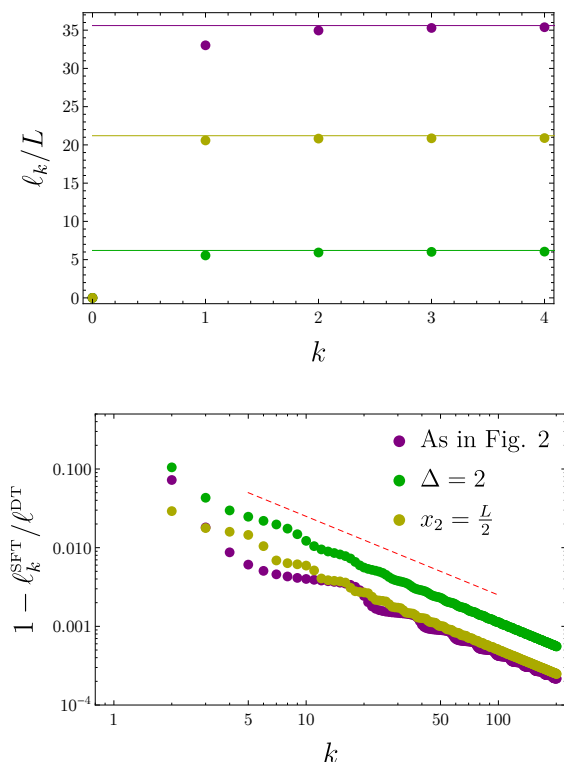 35
30
25
20
15
10
5
0
ℓ_k/L
0 1 2 3 4
k
0.100
0.010
0.001
10^{-4}
1 − ℓ_k^{SFT}/ℓ^{DT}
As in Fig. 2
Δ = 2
x_2 = \frac{L}{2}
1 5 10 50 100
k